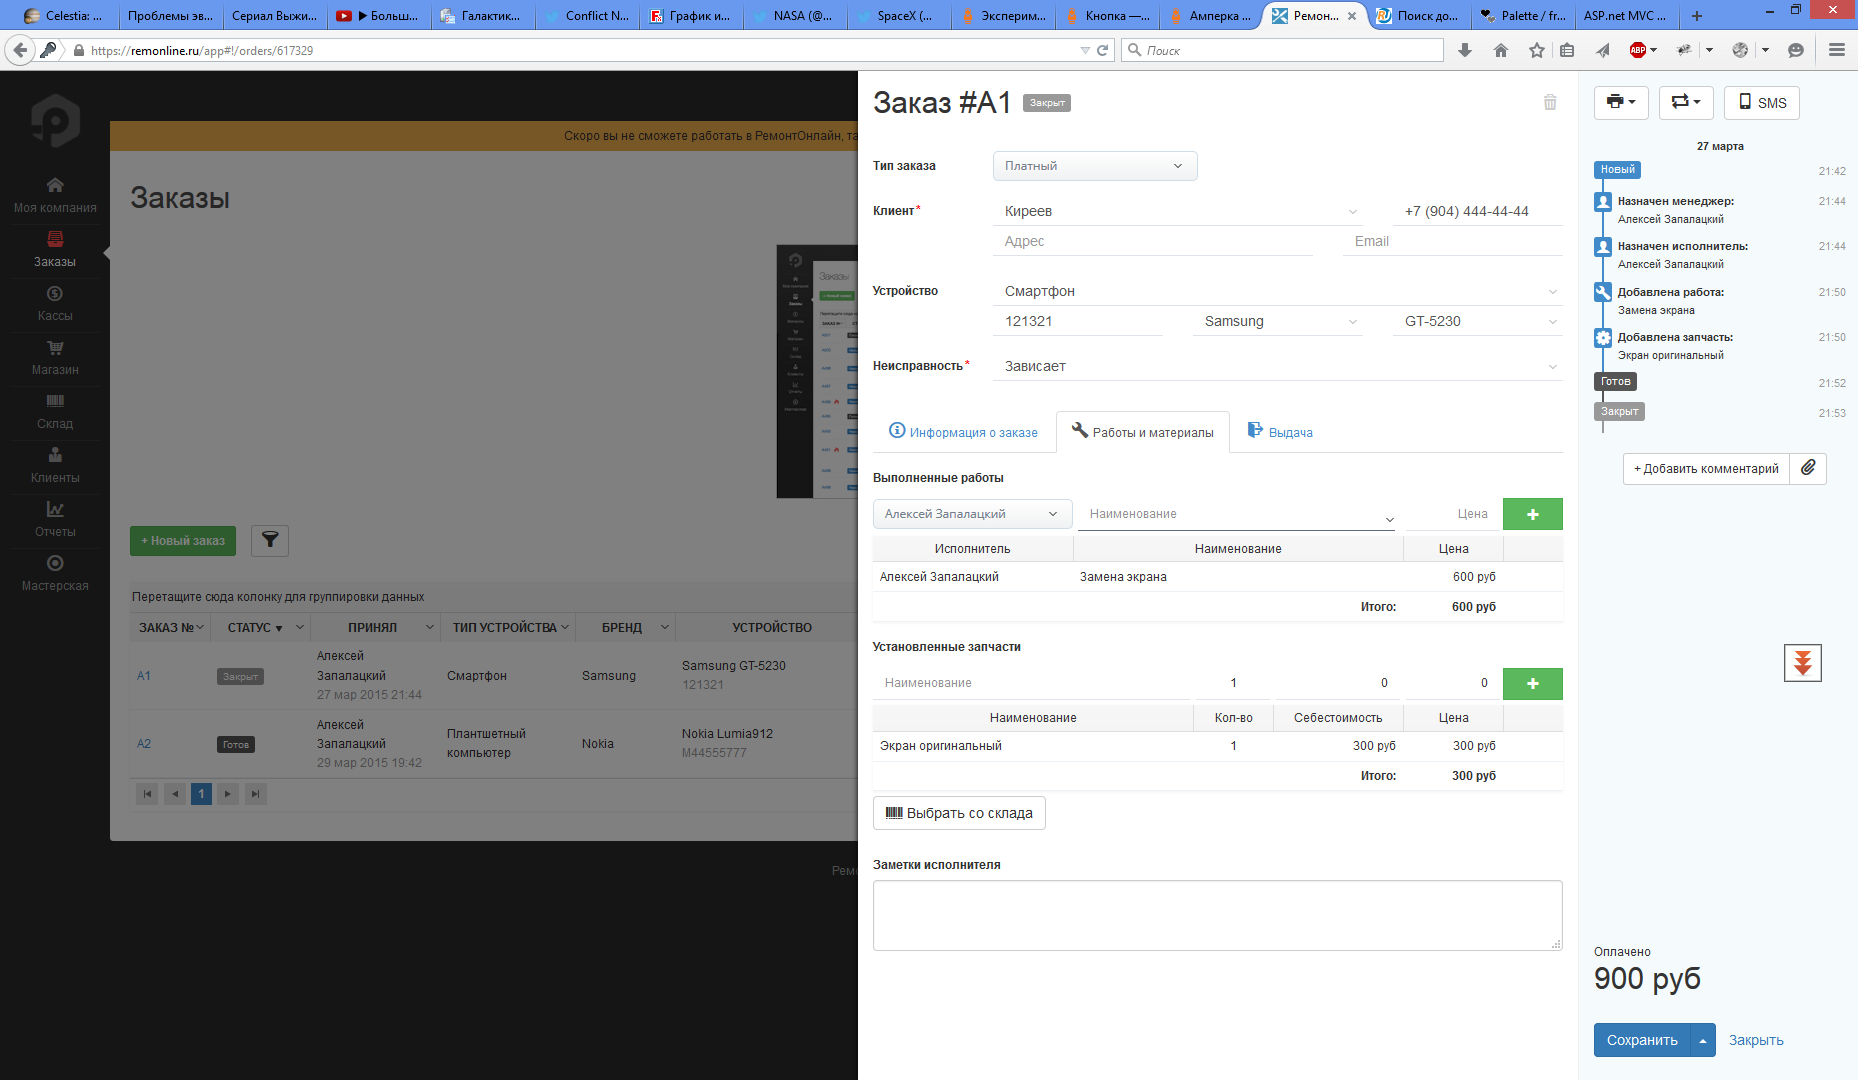 Celestia: ...
Проблемы эв...
Сериал Выжи...
▶ Больш...
Галактик...
Conflict N...
График и...
NASA (@...
SpaceX (...
Эксперим...
Кнопка —...
Амперка ...
Ремон...
Поиск до...
Palette / fr...
ASP.net MVC ...
https://remonline.ru/app#!/orders/617329
Поиск
ABP
Моя компания
Заказы
Кассы
Магазин
Склад
Клиенты
Отчеты
Мастерская
Скоро вы не сможете работать в РемонтОнлайн, та
Заказы
+ Новый заказ
Перетащите сюда колонку для группировки данных
ЗАКАЗ № СТАТУС ▼ ПРИНЯЛ ТИП УСТРОЙСТВА БРЕНД УСТРОЙСТВО
A1 Закрыт Алексей Запалацкий 27 мар 2015 21:44 Смартфон Samsung Samsung GT-5230 121321
A2 Готов Алексей Запалацкий 29 мар 2015 19:42 Плантшетный компьютер Nokia Nokia Lumia912 M44555777
1
Ремо
Заказ #A1 Закрыт
Тип заказа Платный
Клиент* Киреев +7 (904) 444-44-44
Адрес Email
Устройство Смартфон
121321 Samsung GT-5230
Неисправность* Зависает
Информация о заказе Работы и материалы Выдача
Выполненные работы
Алексей Запалацкий Наименование Цена +
Исполнитель Наименование Цена
Алексей Запалацкий Замена экрана 600 руб
Итого: 600 руб
Установленные запчасти
Наименование 1 0 0 +
Наименование Кол-во Себестоимость Цена
Экран оригинальный 1 300 руб 300 руб
Итого: 300 руб
Выбрать со склада
Заметки исполнителя
SMS
27 марта
Новый 21:42
Назначен менеджер: 21:44
Алексей Запалацкий
Назначен исполнитель: 21:44
Алексей Запалацкий
Добавлена работа: 21:50
Замена экрана
Добавлена запчасть: 21:50
Экран оригинальный
Готов 21:52
Закрыт 21:53
+ Добавить комментарий
Оплачено
900 руб
Сохранить Закрыть